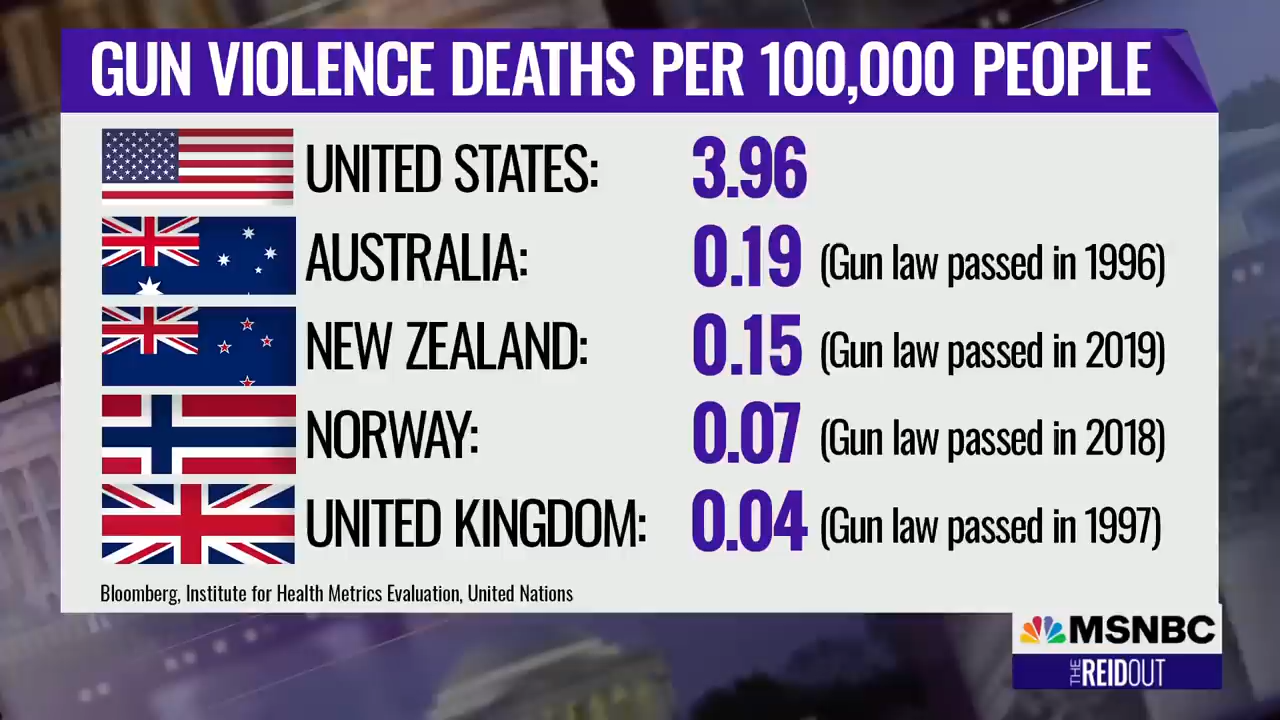 GUN VIOLENCE DEATHS PER 100,000 PEOPLE
UNITED STATES: 3.96
AUSTRALIA: 0.19 (Gun law passed in 1996)
NEW ZEALAND: 0.15 (Gun law passed in 2019)
NORWAY: 0.07 (Gun law passed in 2018)
UNITED KINGDOM: 0.04 (Gun law passed in 1997)
Bloomberg, Institute for Health Metrics Evaluation, United Nations
MSNBC
THE REIDOUT